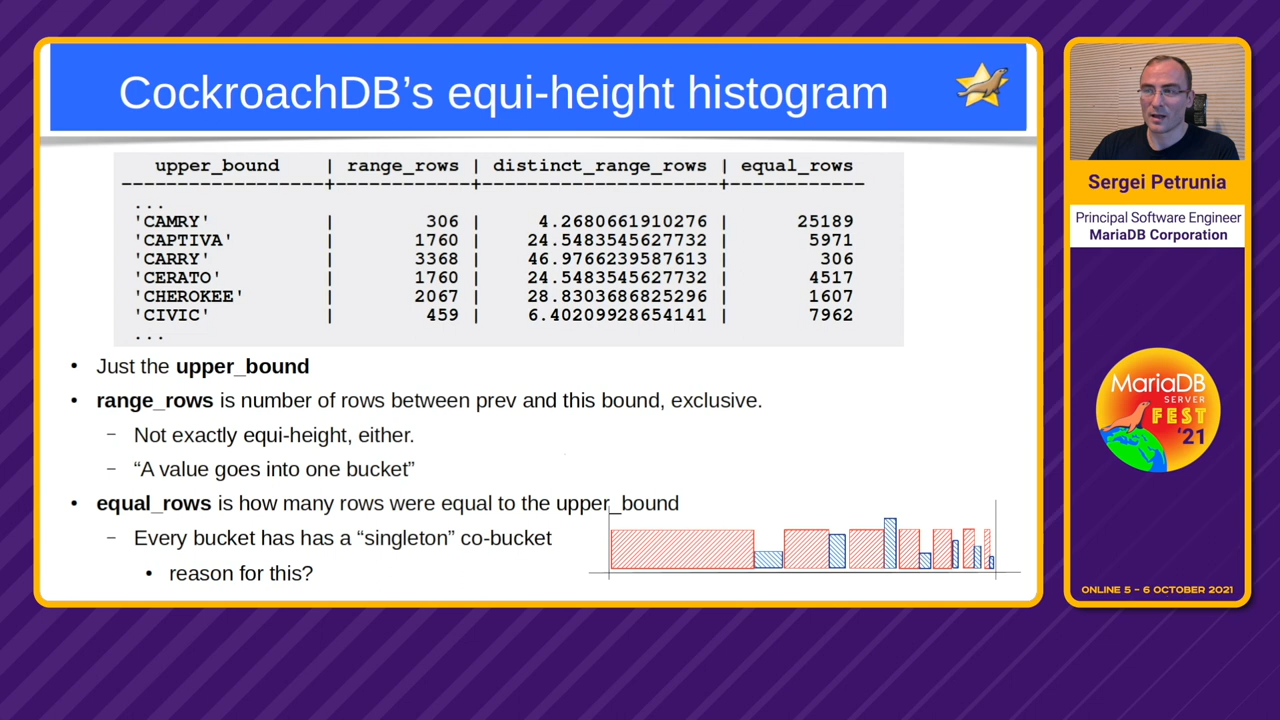 CockroachDB's equi-height histogram
upper_bound | range_rows | distinct_range_rows | equal_rows
------------------+------------+---------------------+------------
...
'CAMRY' | 306 | 4.2680661910276 | 25189
'CAPTIVA' | 1760 | 24.5483545627732 | 5971
'CARRY' | 3368 | 46.9766239587613 | 306
'CERATO' | 1760 | 24.5483545627732 | 4517
'CHEROKEE' | 2067 | 28.8303686825296 | 1607
'CIVIC' | 459 | 6.40209928654141 | 7962
...
• Just the upper_bound
• range_rows is number of rows between prev and this bound, exclusive.
– Not exactly equi-height, either.
– “A value goes into one bucket”
• equal_rows is how many rows were equal to the upper_bound
– Every bucket has has a “singleton” co-bucket
• reason for this?
Sergei Petrunia
Principal Software Engineer
MariaDB Corporation
MariaDB
SERVER
FEST
'21
ONLINE 5 - 6 OCTOBER 2021